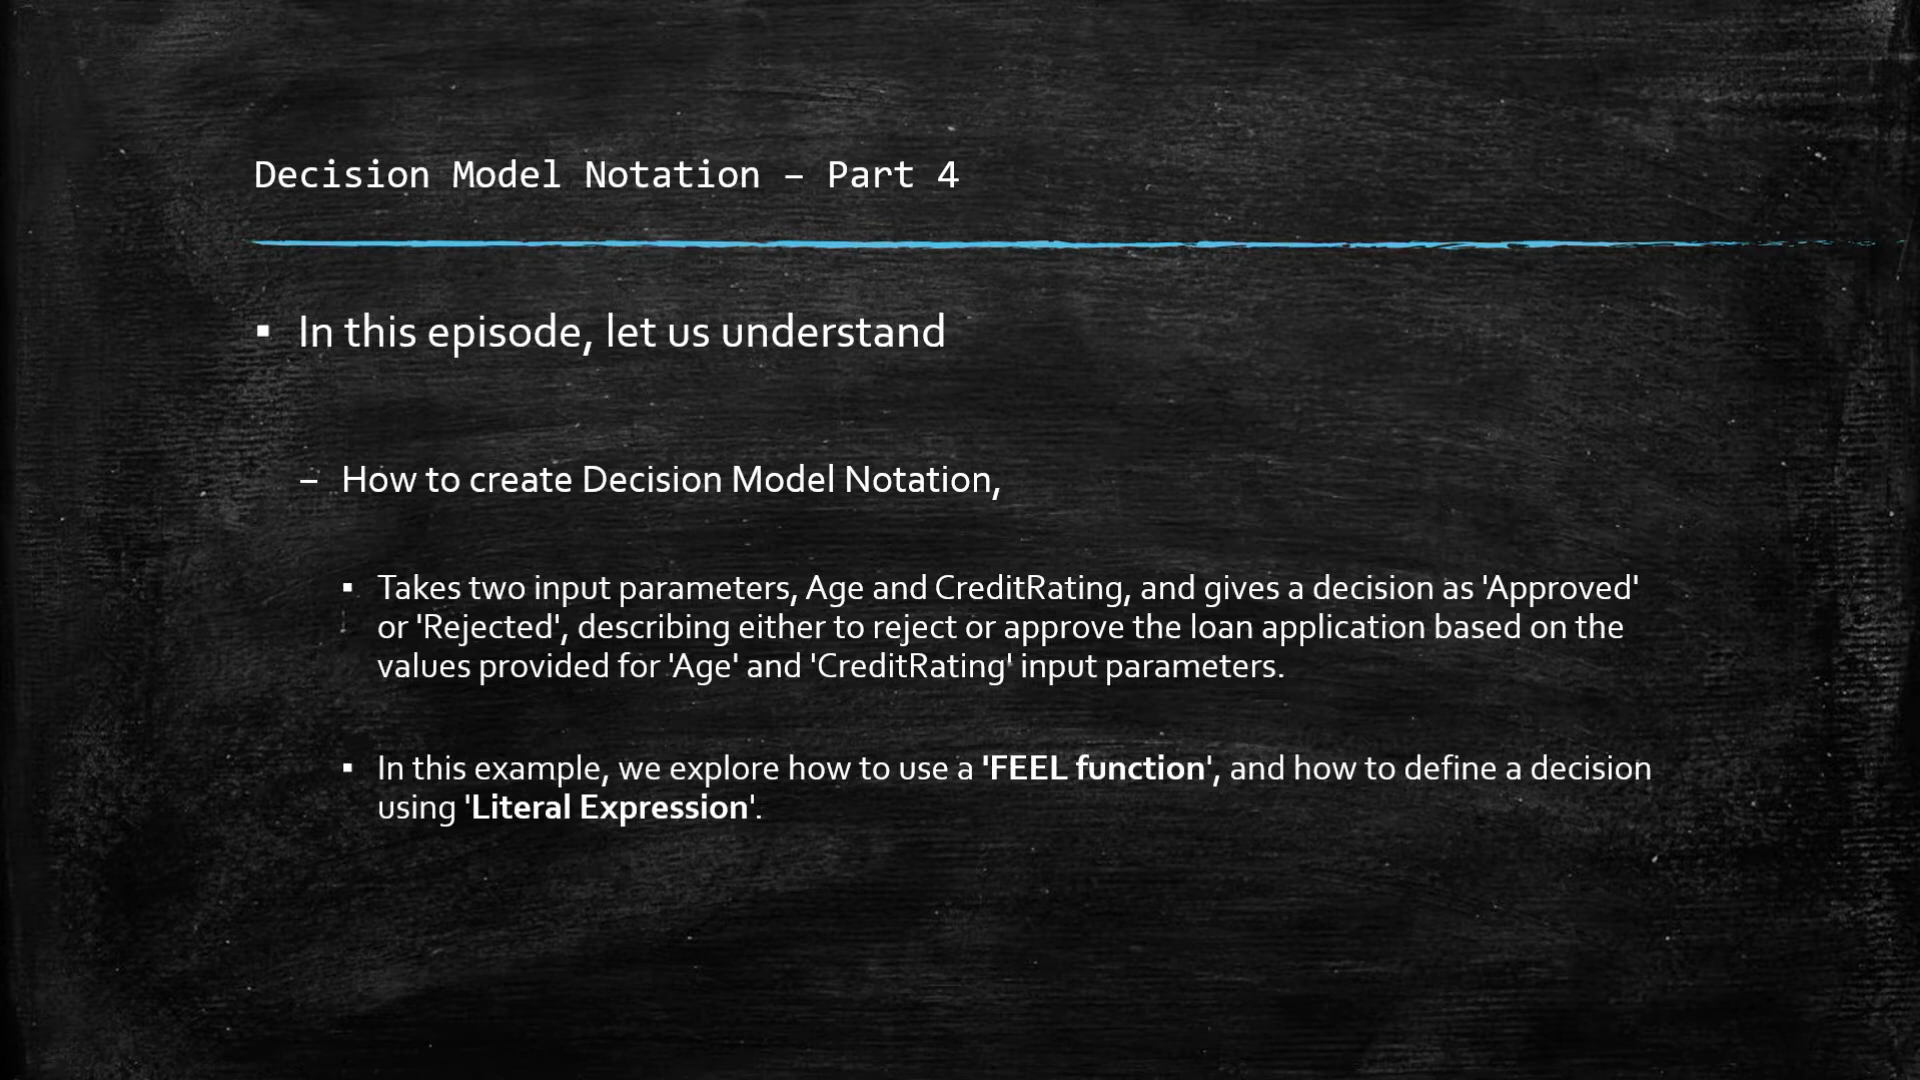 Decision Model Notation – Part 4
▪ In this episode, let us understand
– How to create Decision Model Notation,
▪ Takes two input parameters, Age and CreditRating, and gives a decision as 'Approved'
or 'Rejected', describing either to reject or approve the loan application based on the
values provided for 'Age' and 'CreditRating' input parameters.
▪ In this example, we explore how to use a 'FEEL function', and how to define a decision
using 'Literal Expression'.